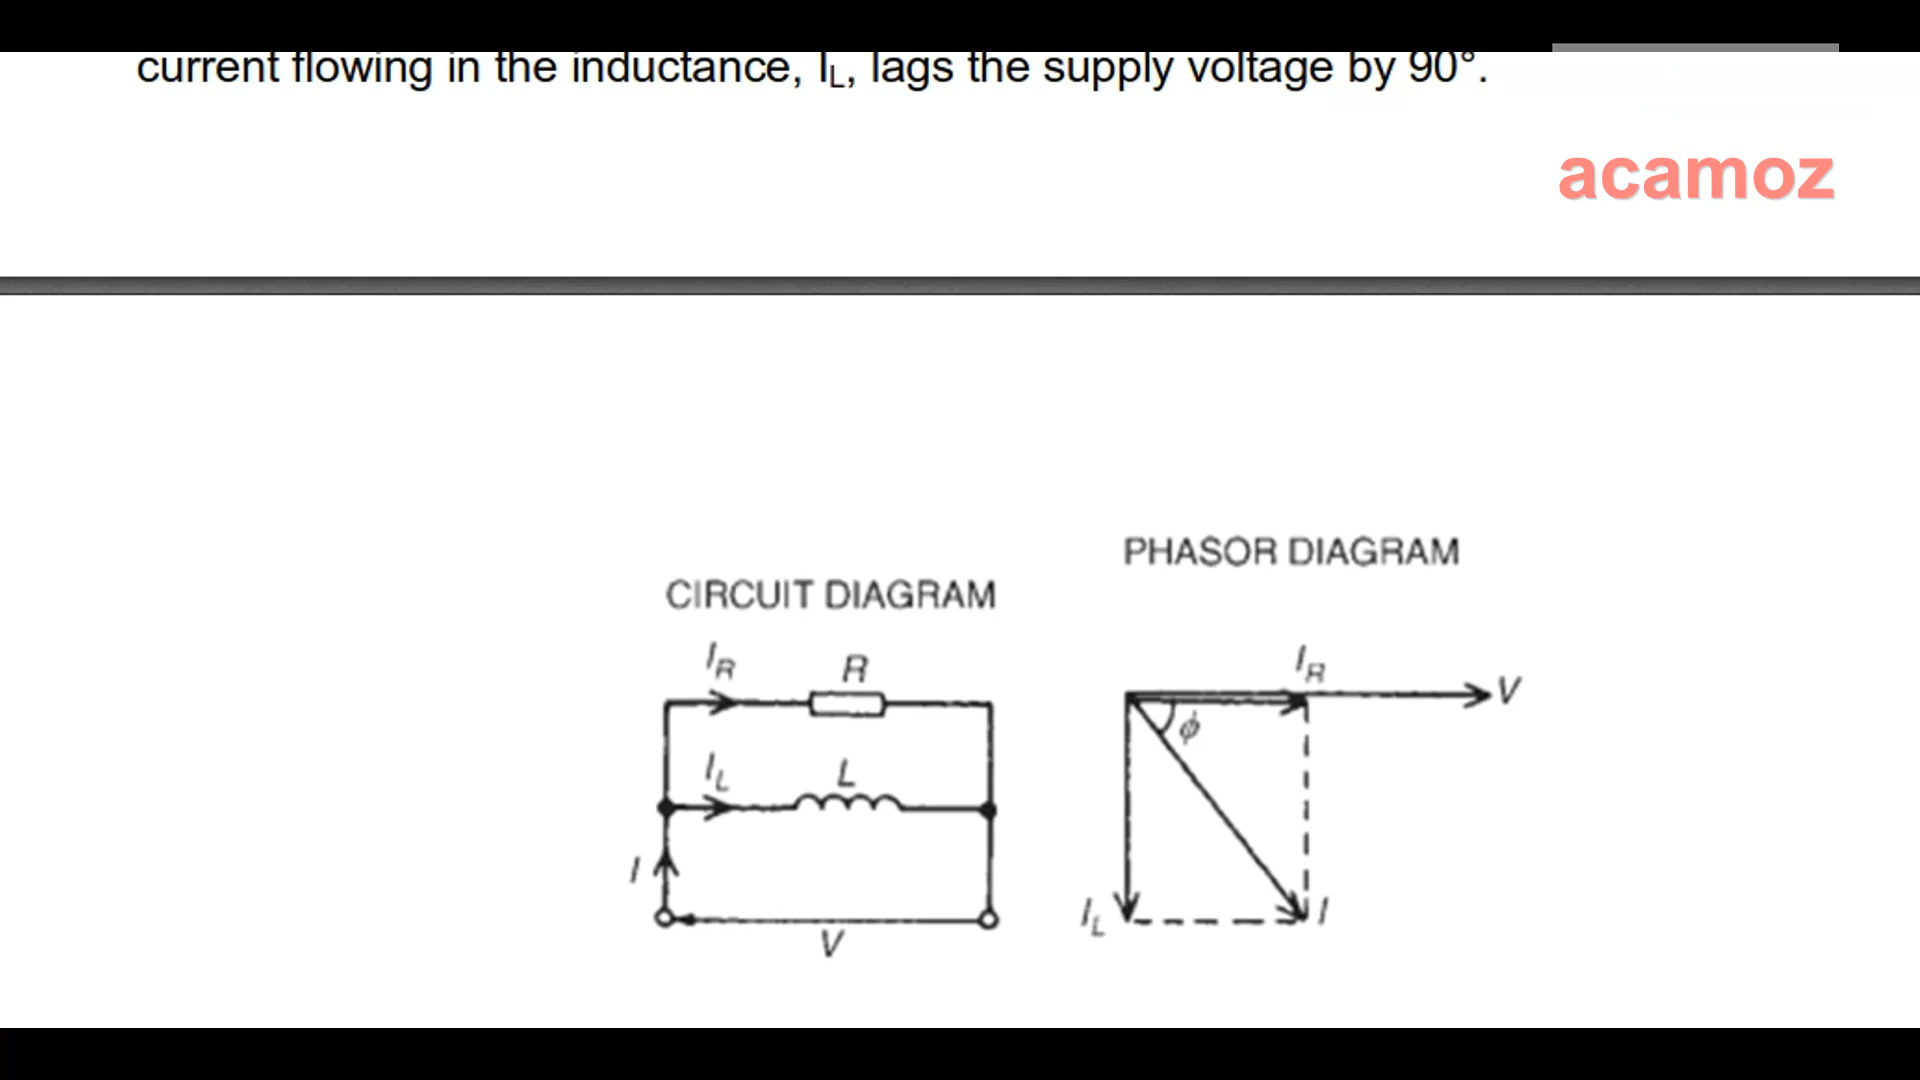 current flowing in the inductance, IL, lags the supply voltage by 90°.
acamoz
PHASOR DIAGRAM
CIRCUIT DIAGRAM
IR
R
IL
L
I
V
IR
V
ϕ
IL
I